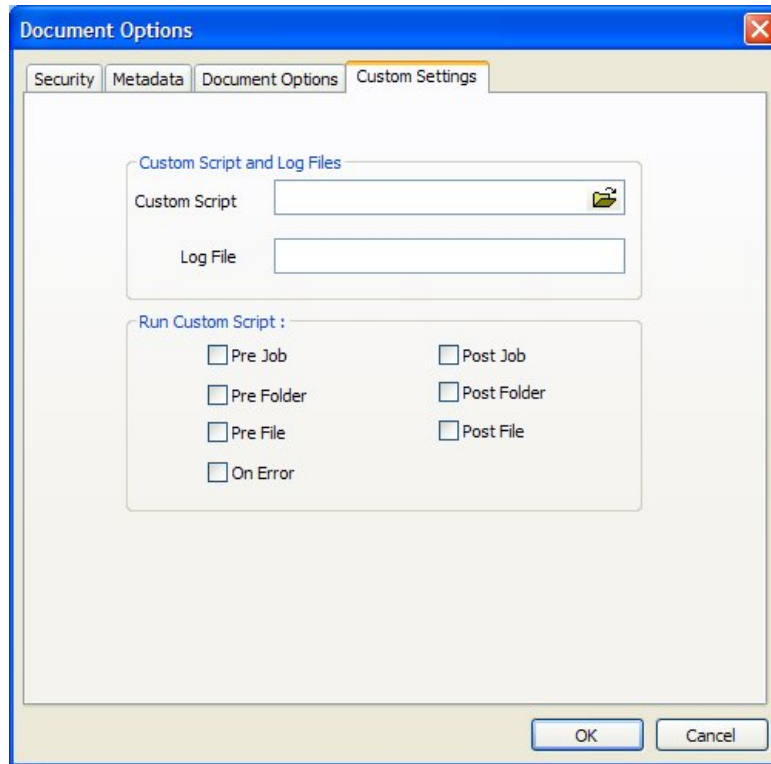 Document Options
Security Metadata Document Options Custom Settings
Custom Script and Log Files
Custom Script
Log File
Run Custom Script :
Pre Job Post Job
Pre Folder Post Folder
Pre File Post File
On Error
OK Cancel